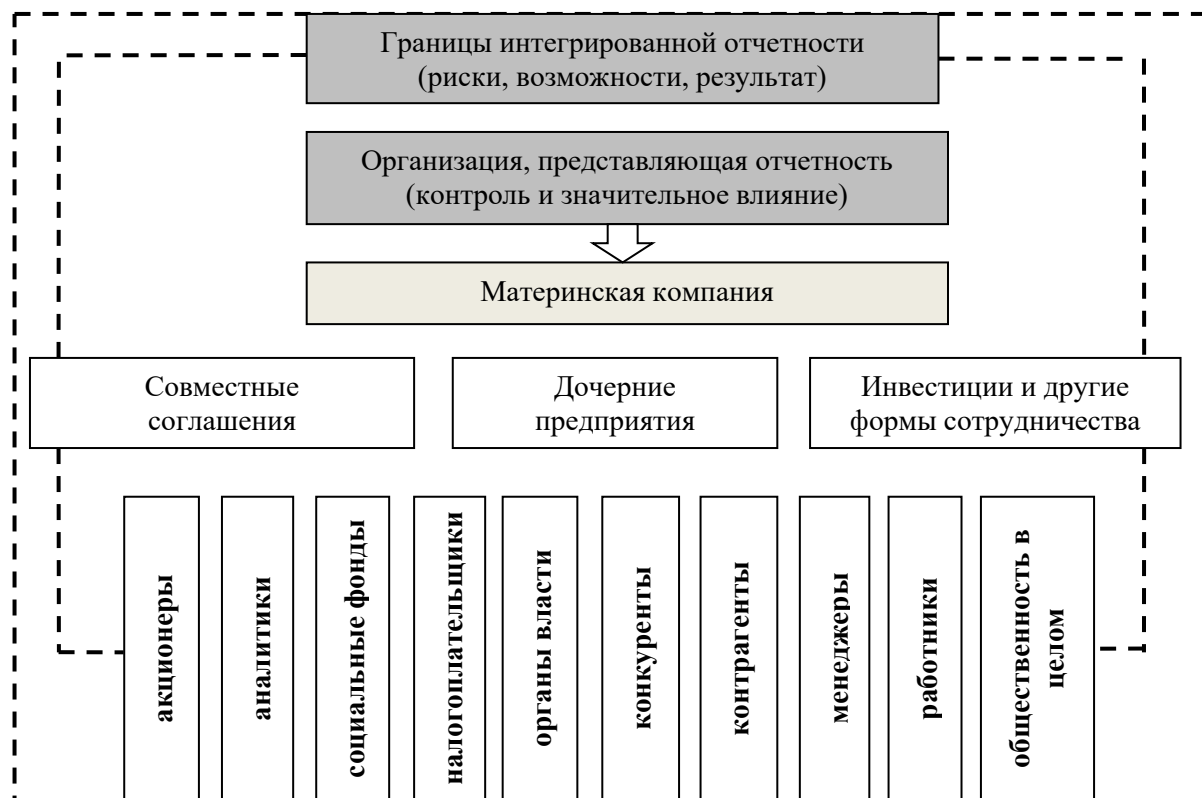 Границы интегрированной отчетности
(риски, возможности, результат)
Организация, представляющая отчетность
(контроль и значительное влияние)
Материнская компания
Совместные
соглашения
Дочерние
предприятия
Инвестиции и другие
формы сотрудничества
акционеры
аналитики
социальные фонды
налогоплательщики
органы власти
конкуренты
контрагенты
менеджеры
работники
общественность в
целом